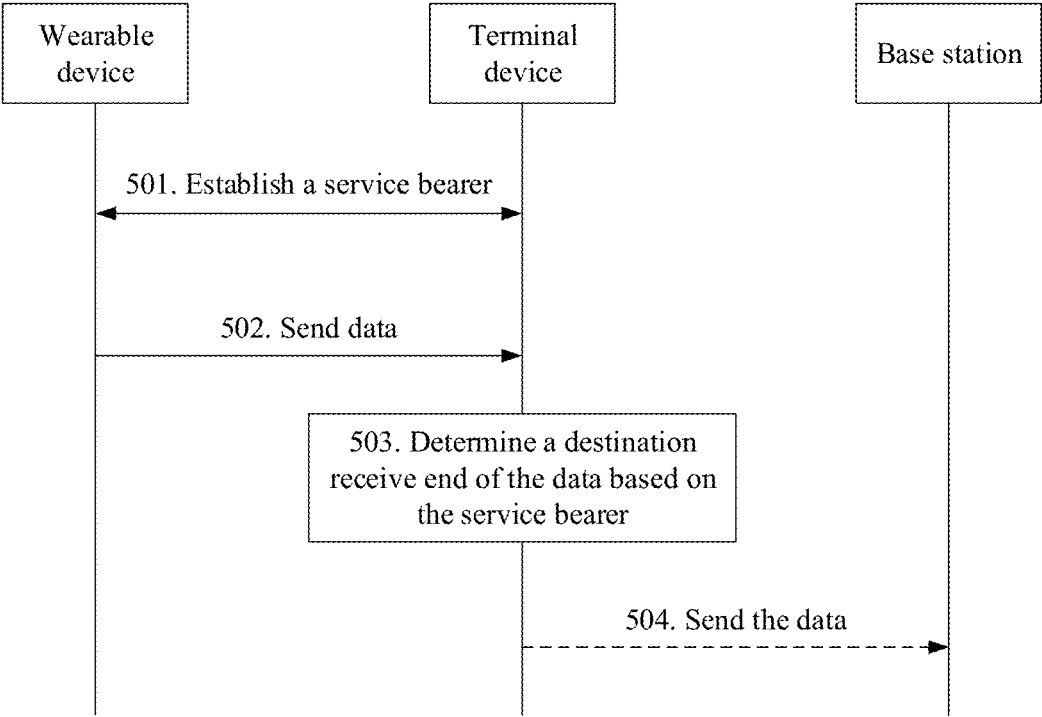 Wearable
device
Terminal
device
Base station
501. Establish a service bearer
502. Send data
503. Determine a destination
receive end of the data based on
the service bearer
504. Send the data